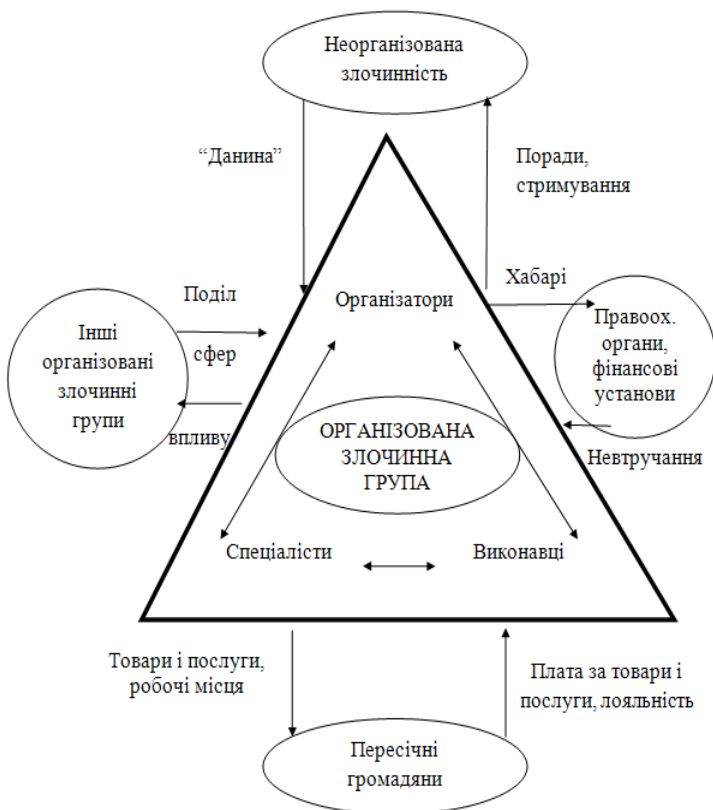 Неорганізована
злочинність
“Данина”
Поради,
стримування
Поділ
сфер
впливу
Організатори
Хабарі
Інші
організовані
злочинні
групи
Правоох.
органи,
фінансові
установи
ОРГАНІЗОВАНА
ЗЛОЧИННА
ГРУПА
Невтручання
Спеціалісти
Виконавці
Товари і послуги,
робочі місця
Плата за товари і
послуги, лояльність
Пересічні
громадяни